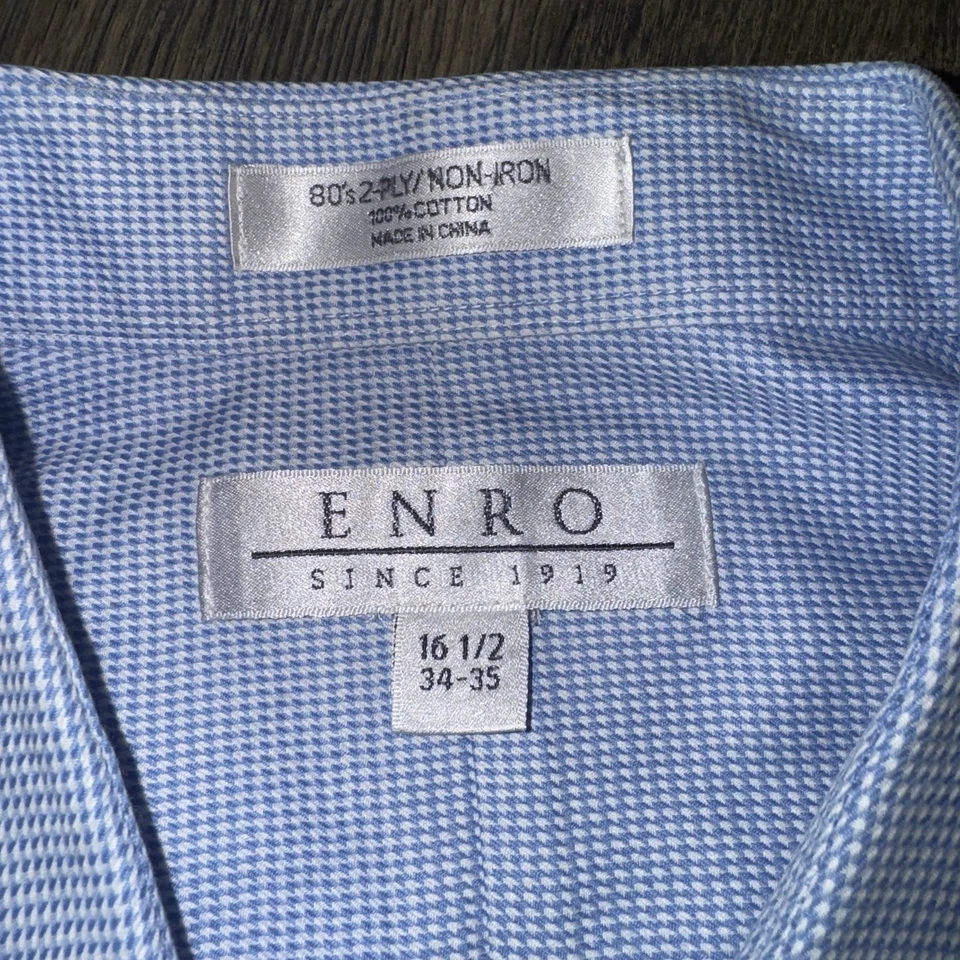 80's 2-PLY/NON-IRON
100% COTTON
MADE IN CHINA
ENRO
SINCE 1919
16 1/2
34-35